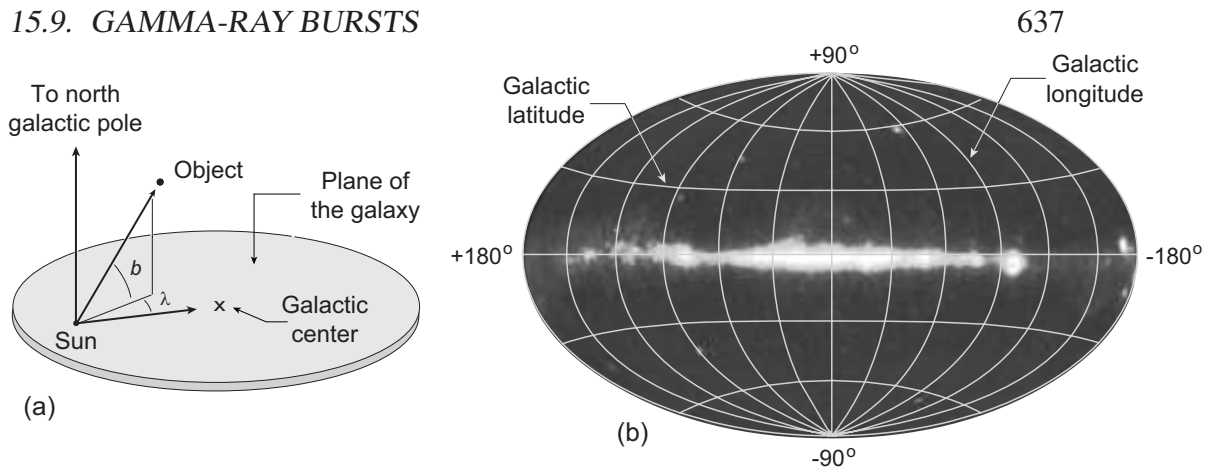 15.9. GAMMA-RAY BURSTS
637
To north
galactic pole
Object
Plane of
the galaxy
b
λ
x
Galactic
center
Sun
(a)
+90°
Galactic
latitude
Galactic
longitude
+180°
-180°
-90°
(b)